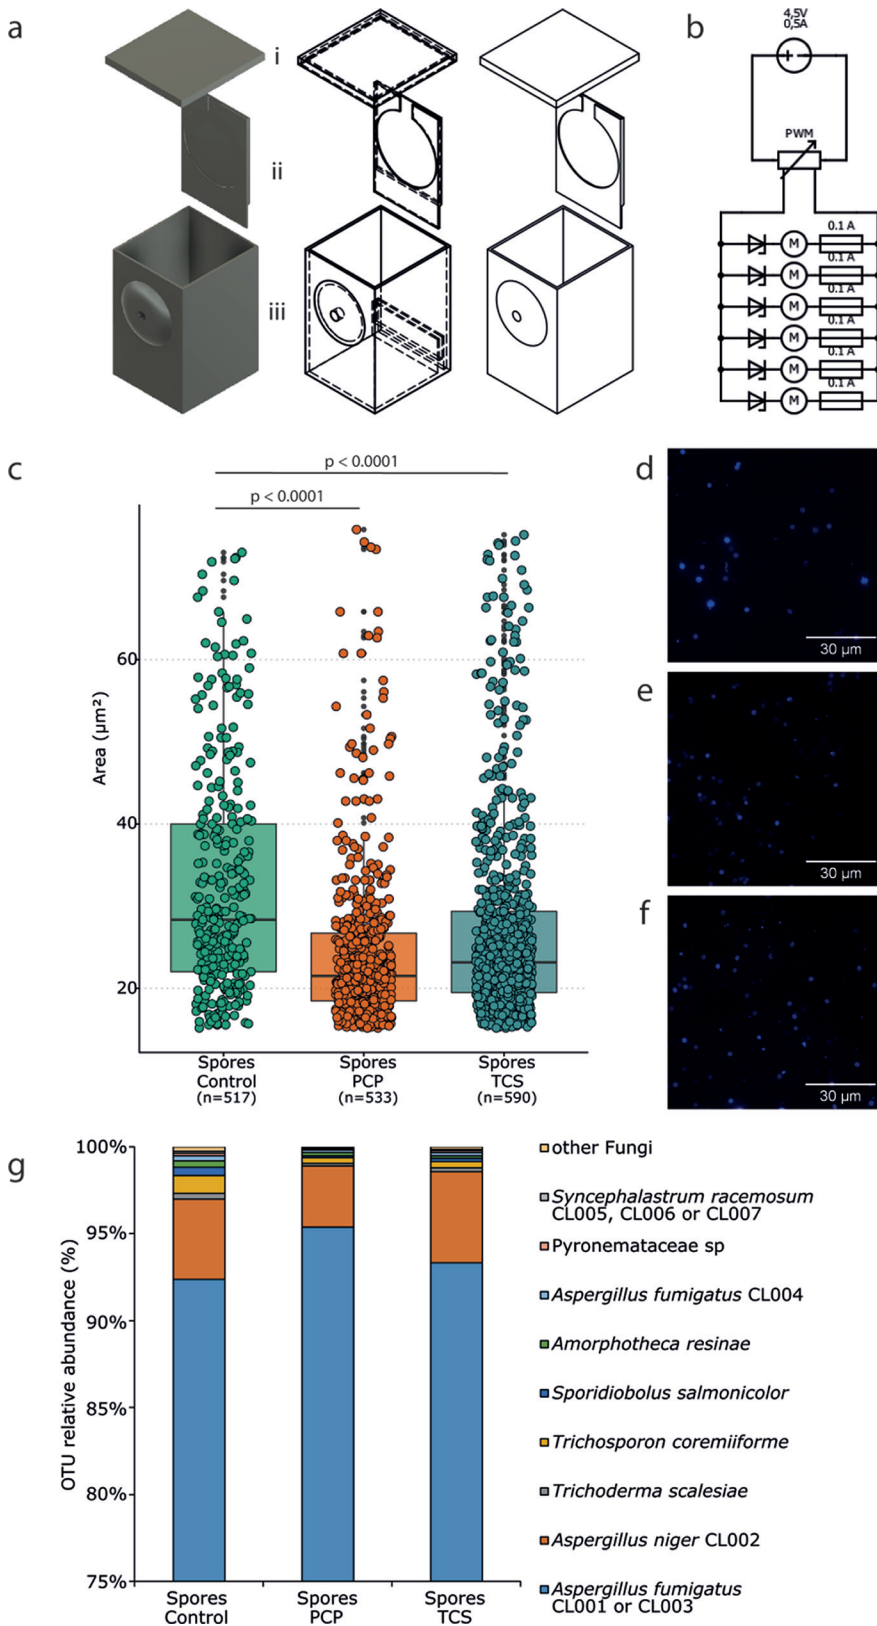 a
i
ii
iii
b
4,5V
0,5A
PWM
0.1 A
M
0.1 A
M
0.1 A
M
0.1 A
M
0.1 A
M
0.1 A
M
c
p < 0.0001
p < 0.0001
Area (µm²)
60
40
20
Spores
Control
(n=517)
Spores
PCP
(n=533)
Spores
TCS
(n=590)
d
30 µm
e
30 µm
f
30 µm
g
OTU relative abundance (%)
100%
95%
90%
85%
80%
75%
Spores
Control
Spores
PCP
Spores
TCS
other Fungi
Syncephalastrum racemosum
CL005, CL006 or CL007
Pyronemataceae sp
Aspergillus fumigatus CL004
Amorphotheca resinae
Sporidiobolus salmonicolor
Trichosporon coremiiforme
Trichoderma scalesiae
Aspergillus niger CL002
Aspergillus fumigatus
CL001 or CL003